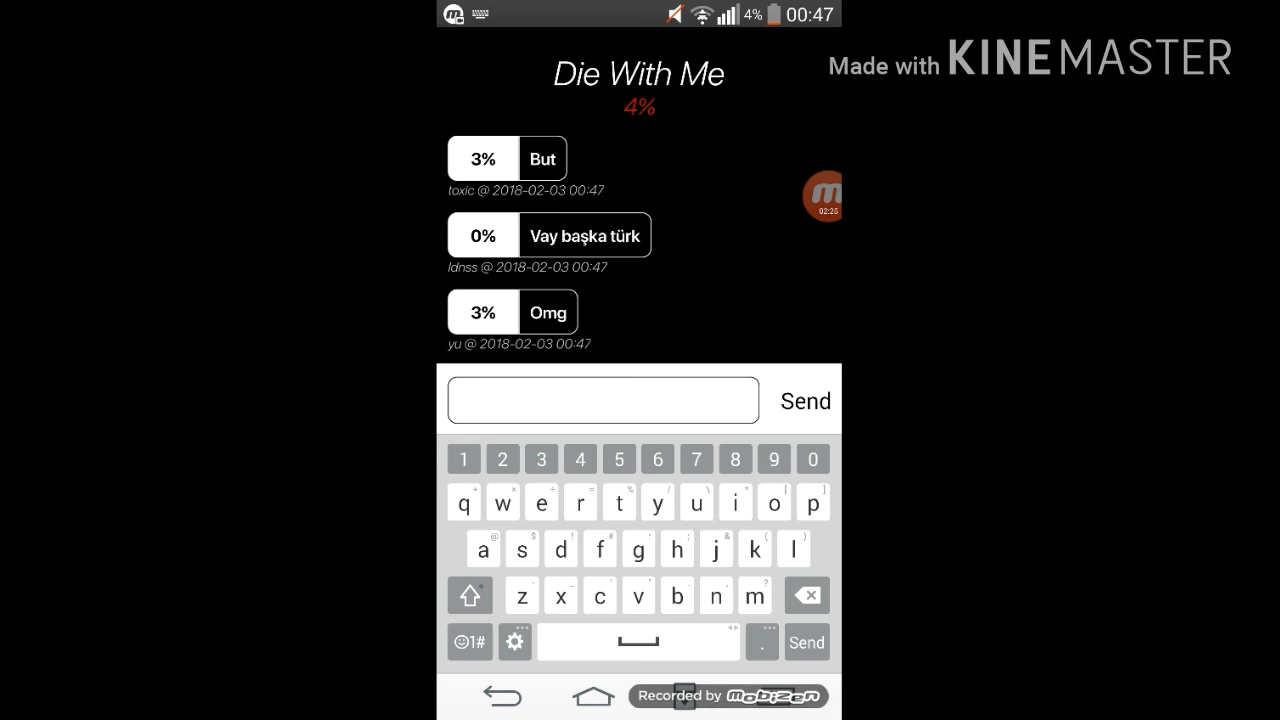 4% 00:47
Made with KINEMASTER
Die With Me
4%
3% But
toxic @ 2018-02-03 00:47
02:25
0% Vay başka türk
ldnss @ 2018-02-03 00:47
3% Omg
yu @ 2018-02-03 00:47
Send
1 2 3 4 5 6 7 8 9 0
q w e r t y u i o p
a s d f g h j k l
z x c v b n m
☺1# . Send
Recorded by mobizen